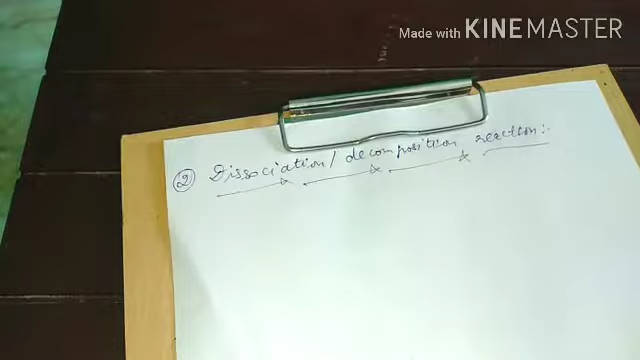 Made with KINEMASTER
② Dissociation/ decomposition reaction:-